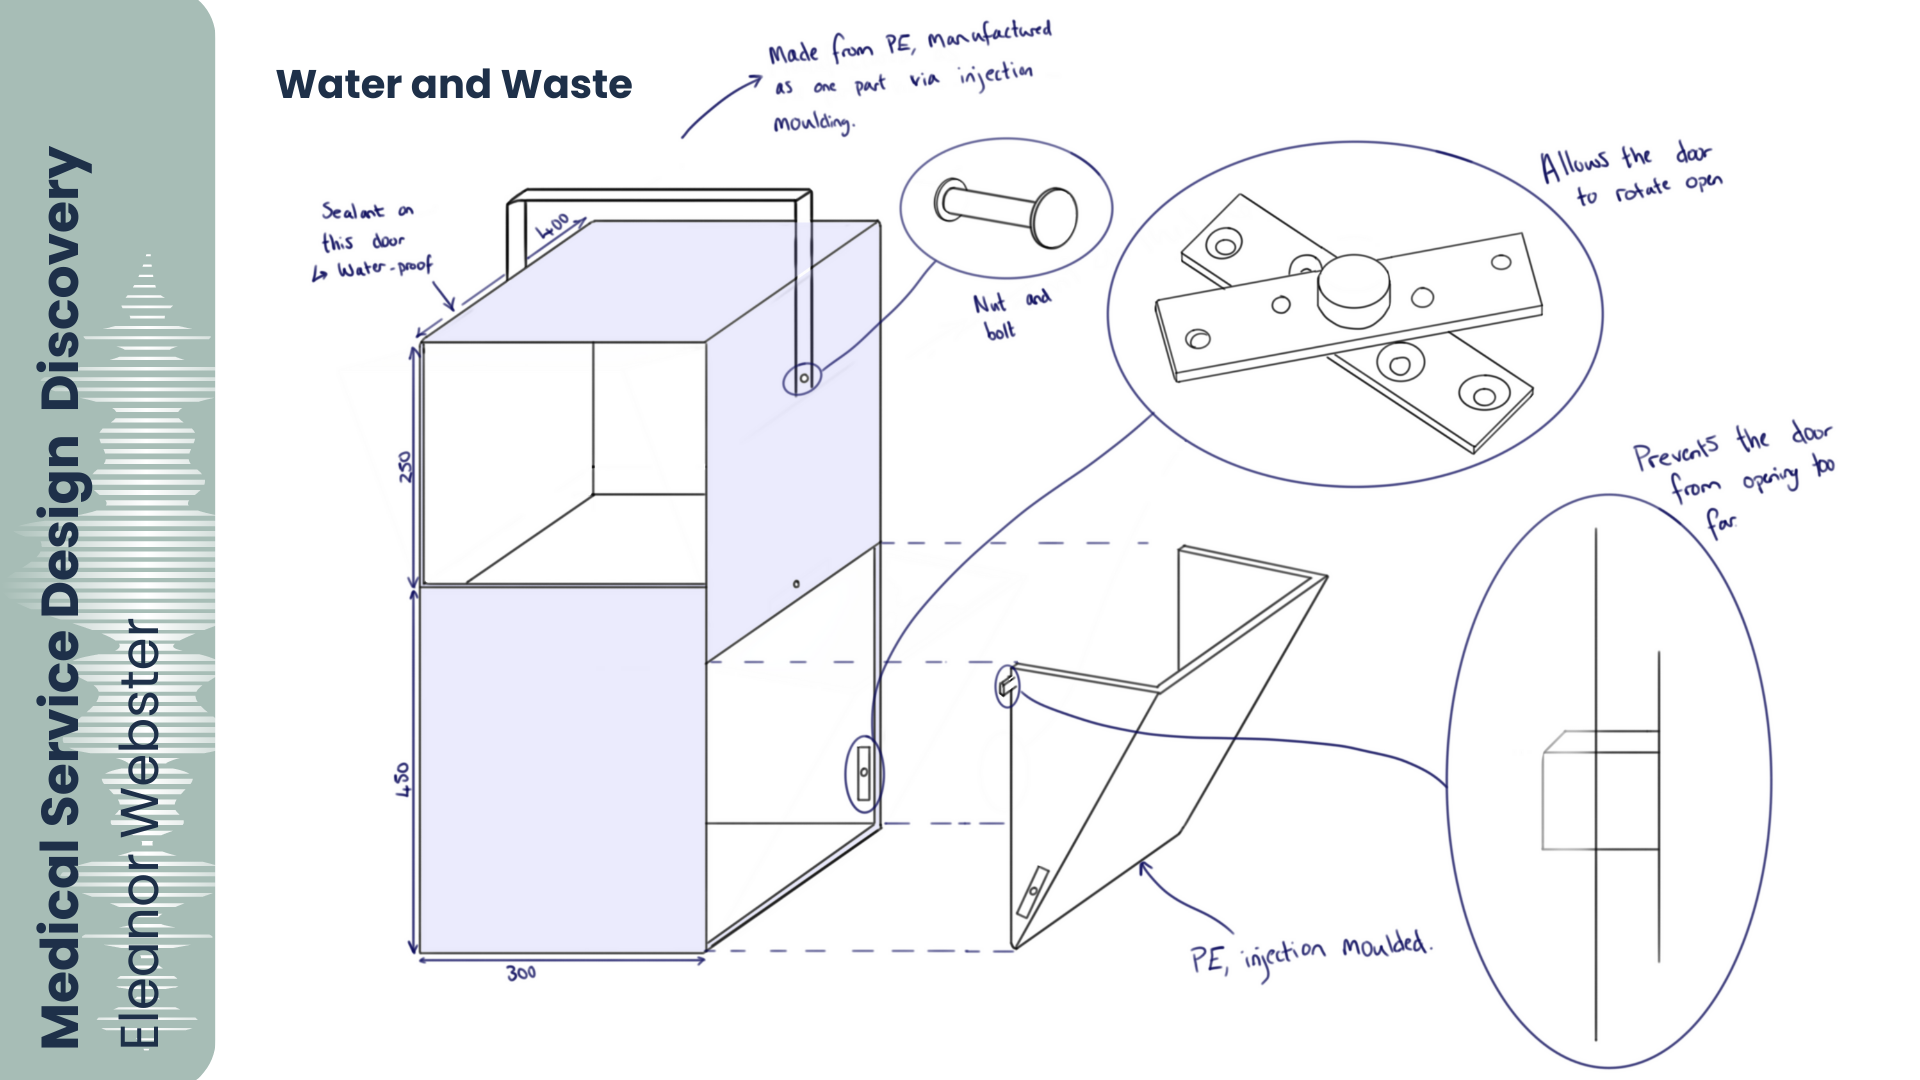 Medical Service Design Discovery
Eleanor Webster
Water and Waste
Made from PE, manufactured
as one part via injection
moulding.
Sealant on
this door
↳ Water-proof
400
250
450
300
Nut and
bolt
Allows the door
to rotate open
Prevents the door
from opening too
far.
PE, injection moulded.